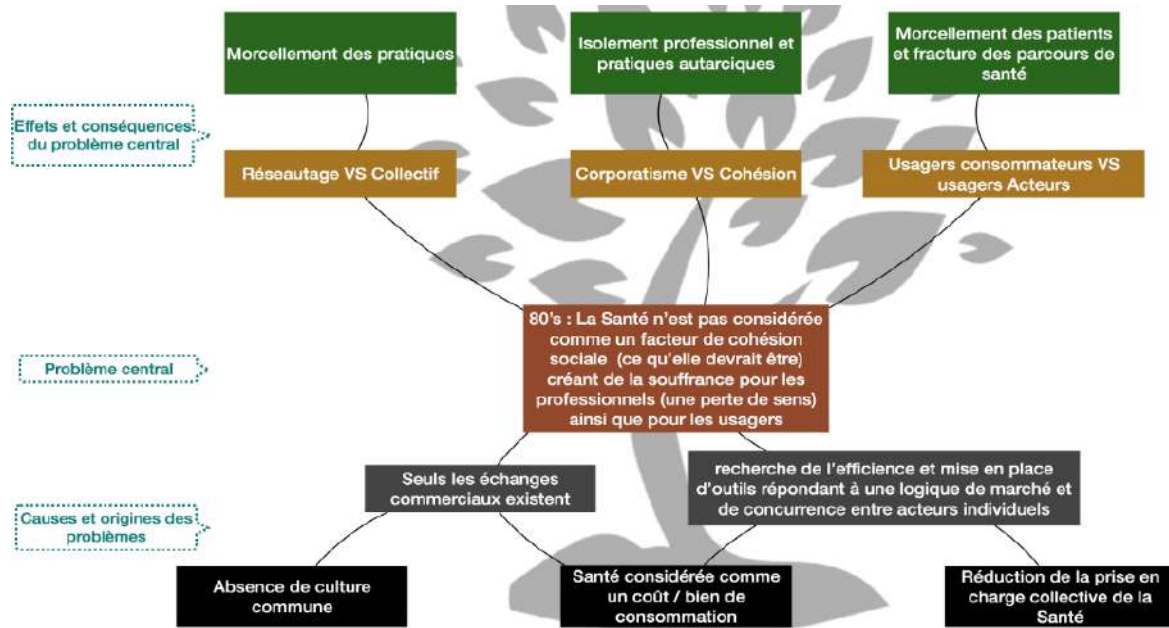 Morcellement des pratiques
Isolement professionnel et
pratiques autarciques
Morcellement des patients
et fracture des parcours de
santé
Effets et conséquences
du problème central
Réseautage VS Collectif
Corporatisme VS Cohésion
Usagers consommateurs VS
usagers Acteurs
80's : La Santé n'est pas considérée
comme un facteur de cohésion
sociale (ce qu'elle devrait être)
créant de la souffrance pour les
professionnels (une perte de sens)
ainsi que pour les usagers
Problème central
Seuls les échanges
commerciaux existent
recherche de l'efficience et mise en place
d'outils répondant à une logique de marché et
de concurrence entre acteurs individuels
Causes et origines des
problèmes
Absence de culture
commune
Santé considérée comme
un coût / bien de
consommation
Réduction de la prise en
charge collective de la
Santé